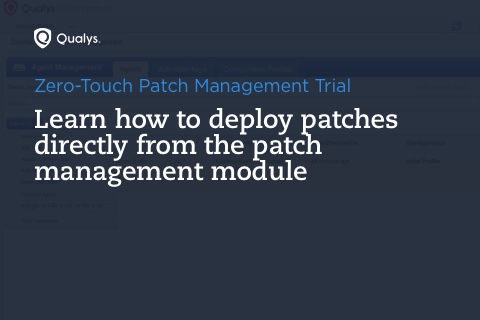 Qualys.
Zero-Touch Patch Management Trial
Learn how to deploy patches
directly from the patch
management module